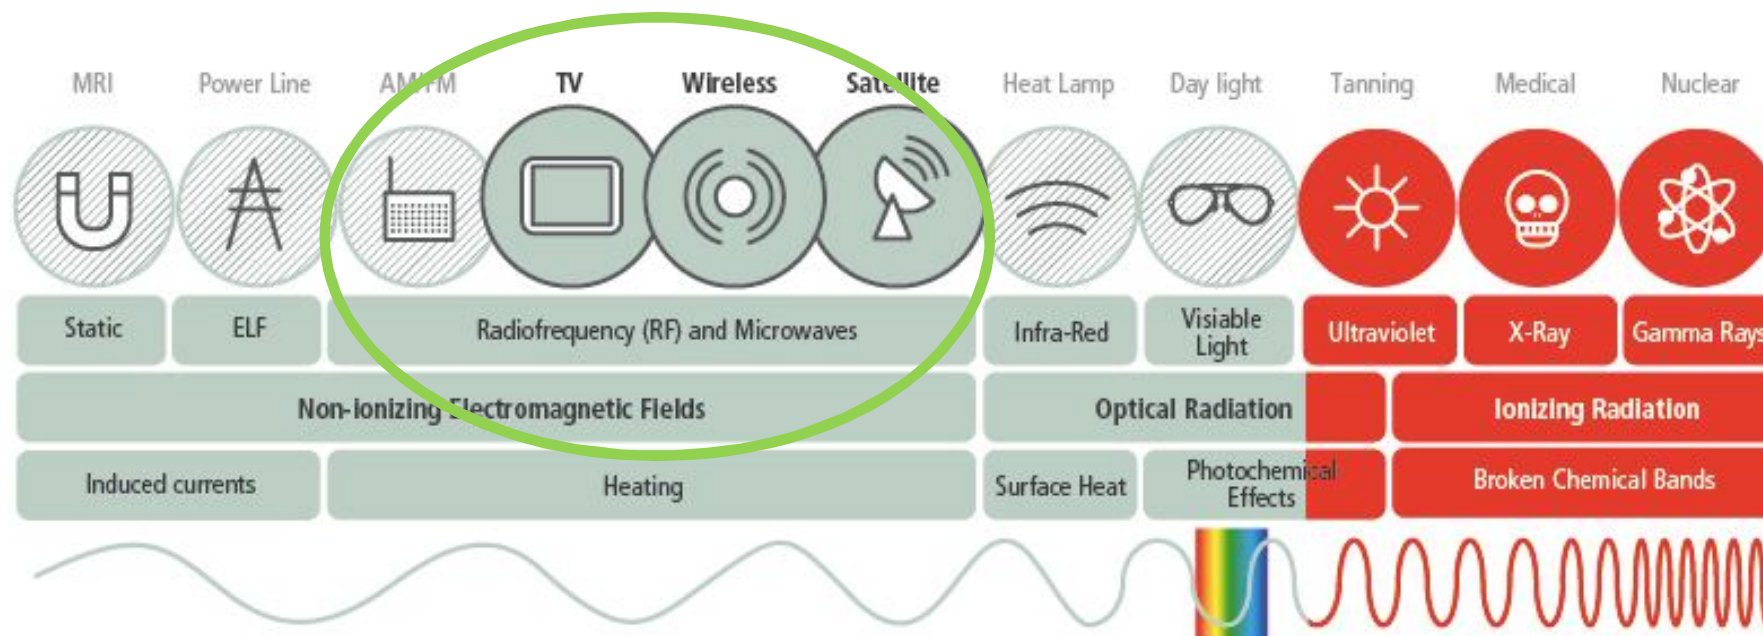 MRI
Power Line
AM/FM
TV
Wireless
Satellite
Heat Lamp
Day light
Tanning
Medical
Nuclear
Static
ELF
Radiofrequency (RF) and Microwaves
Infra-Red
Visiable
Light
Ultraviolet
X-Ray
Gamma Rays
Non-ionizing Electromagnetic Fields
Optical Radiation
Ionizing Radiation
Induced currents
Heating
Surface Heat
Photochemical
Effects
Broken Chemical Bands